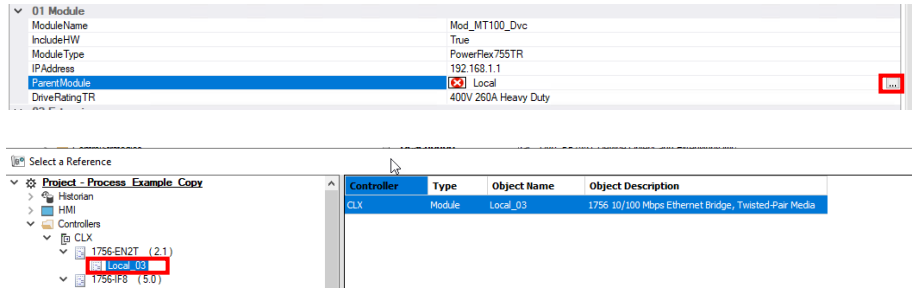 01 Module
ModuleName Mod_MT100_Dvc
IncludeHW True
ModuleType PowerFlex755TR
IPAddress 192.168.1.1
ParentModule Local ...
DriveRatingTR 400V 260A Heavy Duty
Select a Reference
Project - Process_Example_Copy
Historian
HMI
Controllers
CLX
1756-EN2T (2.1)
Local_03
1756-IF8 (5.0)
Controller Type Object Name Object Description
CLX Module Local_03 1756 10/100 Mbps Ethernet Bridge, Twisted-Pair Media